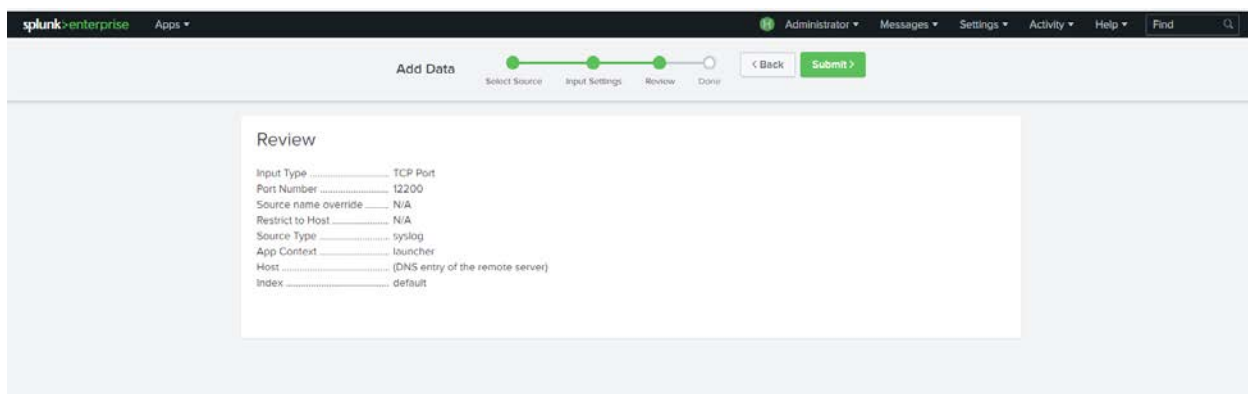 splunk>enterprise Apps Administrator Messages Settings Activity Help Find
Add Data
Select Source Input Settings Review Done
< Back Submit >
Review
Input Type ............................ TCP Port
Port Number ........................ 12200
Source name override ......... N/A
Restrict to Host .................... N/A
Source Type ......................... syslog
App Context ......................... launcher
Host ...................................... (DNS entry of the remote server)
Index ..................................... default